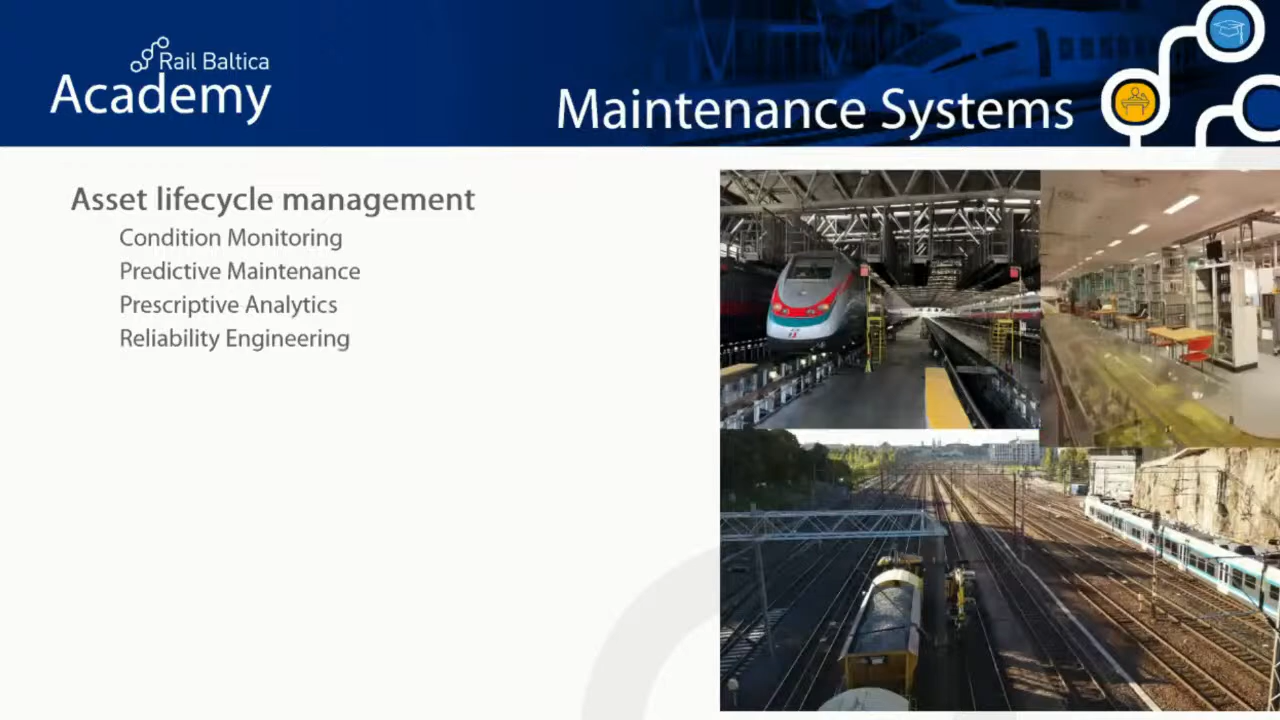 Rail Baltica
Academy
Maintenance Systems
Asset lifecycle management
Condition Monitoring
Predictive Maintenance
Prescriptive Analytics
Reliability Engineering